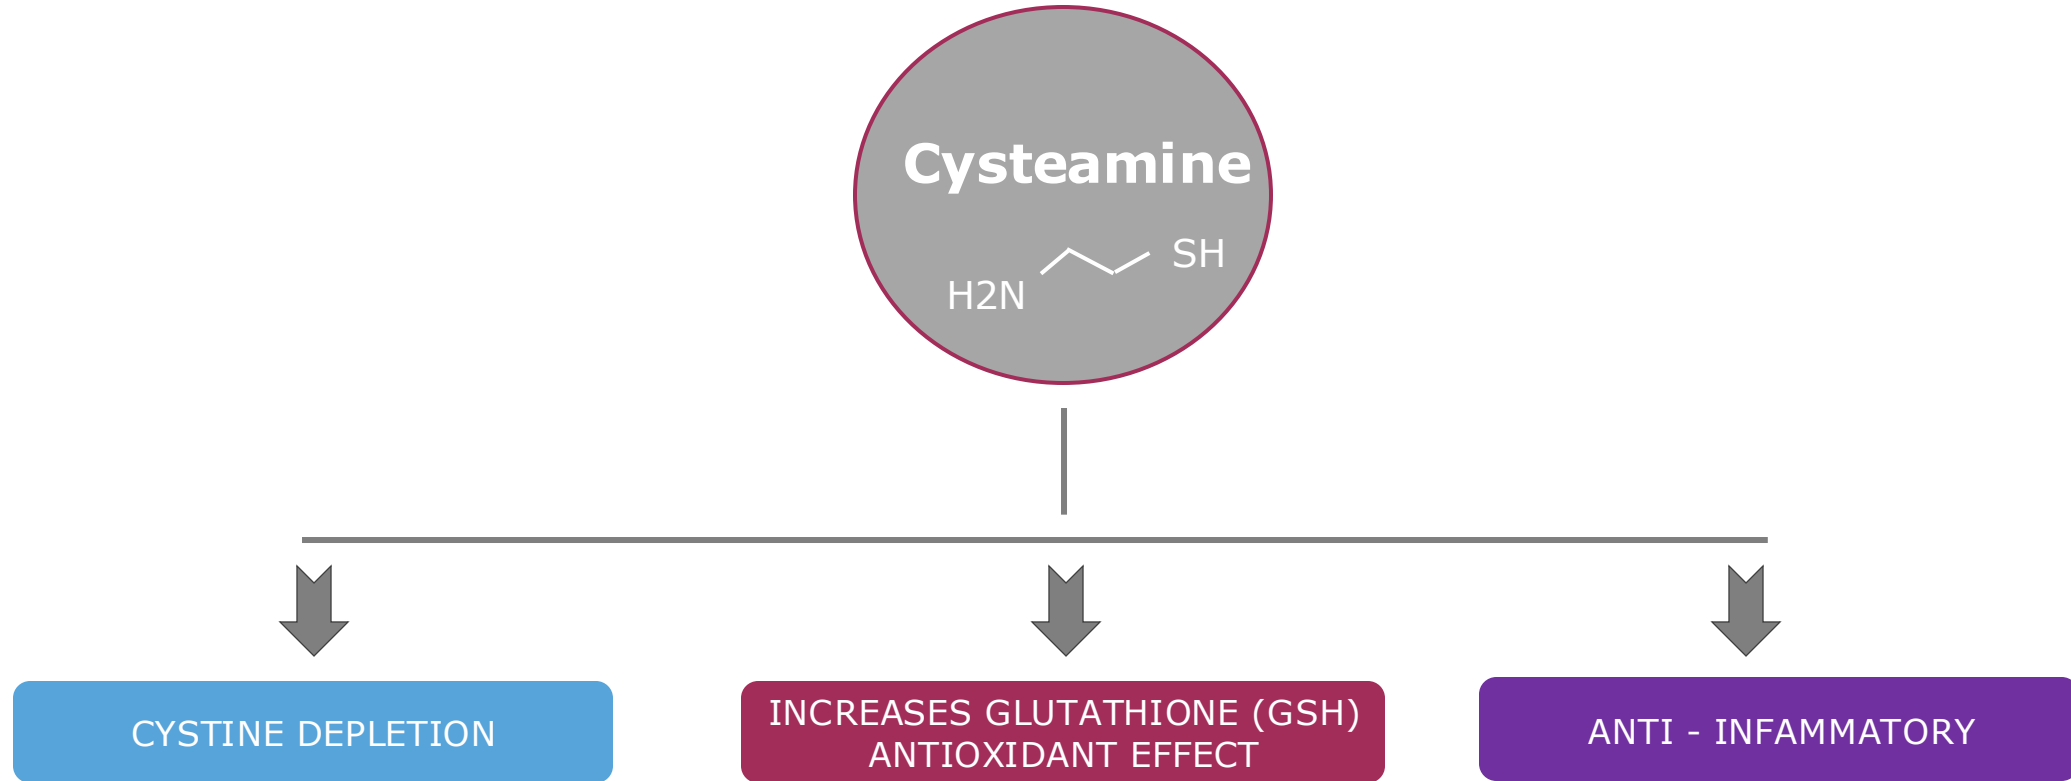 Cysteamine
SH
H2N
CYSTINE DEPLETION
INCREASES GLUTATHIONE (GSH)
ANTIOXIDANT EFFECT
ANTI - INFAMMATORY